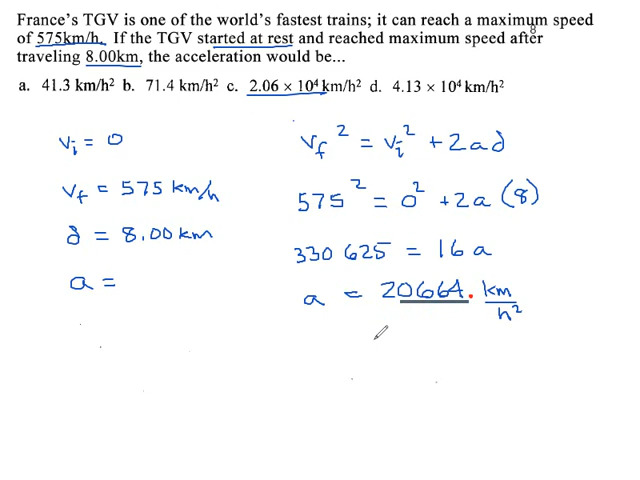 France's TGV is one of the world's fastest trains; it can reach a maximum speed
of 575km/h. If the TGV started at rest and reached maximum speed after
traveling 8.00km, the acceleration would be...
a. 41.3 km/h² b. 71.4 km/h² c. 2.06 × 10⁴ km/h² d. 4.13 × 10⁴ km/h²
vᵢ = 0
v_f² = vᵢ² + 2ad
v_f = 575 km/h
575² = 0² + 2a (8)
d = 8.00 km
330 625 = 16 a
a =
a = 20664. km/h²